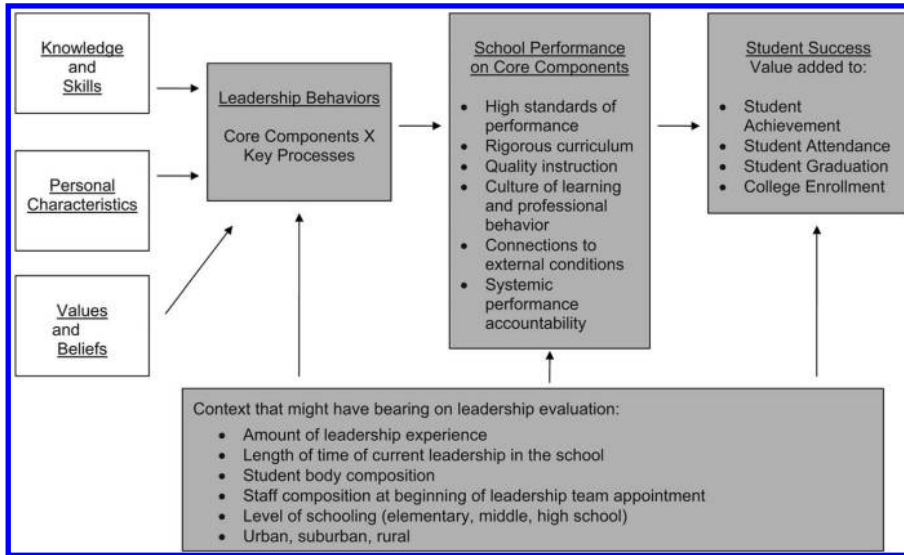 Knowledge
and
Skills
Personal
Characteristics
Values
and
Beliefs
Leadership Behaviors
Core Components X
Key Processes
School Performance
on Core Components
• High standards of
performance
• Rigorous curriculum
• Quality instruction
• Culture of learning
and professional
behavior
• Connections to
external conditions
• Systemic
performance
accountability
Student Success
Value added to:
• Student
Achievement
• Student Attendance
• Student Graduation
• College Enrollment
Context that might have bearing on leadership evaluation:
• Amount of leadership experience
• Length of time of current leadership in the school
• Student body composition
• Staff composition at beginning of leadership team appointment
• Level of schooling (elementary, middle, high school)
• Urban, suburban, rural